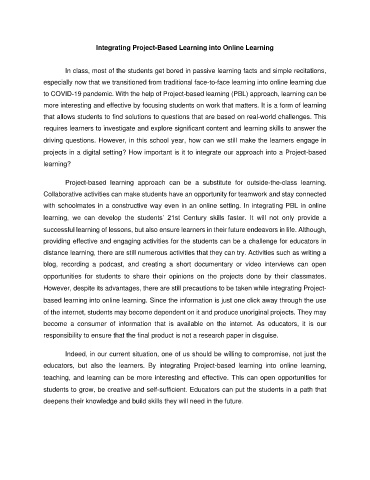 Integrating Project-Based Learning into Online Learning
In class, most of the students get bored in passive learning facts and simple recitations,
especially now that we transitioned from traditional face-to-face learning into online learning due
to COVID-19 pandemic. With the help of Project-based learning (PBL) approach, learning can be
more interesting and effective by focusing students on work that matters. It is a form of learning
that allows students to find solutions to questions that are based on real-world challenges. This
requires learners to investigate and explore significant content and learning skills to answer the
driving questions. However, in this school year, how can we still make the learners engage in
projects in a digital setting? How important is it to integrate our approach into a Project-based
learning?
Project-based learning approach can be a substitute for outside-the-class learning.
Collaborative activities can make students have an opportunity for teamwork and stay connected
with schoolmates in a constructive way even in an online setting. In integrating PBL in online
learning, we can develop the students' 21st Century skills faster. It will not only provide a
successful learning of lessons, but also ensure learners in their future endeavors in life. Although,
providing effective and engaging activities for the students can be a challenge for educators in
distance learning, there are still numerous activities that they can try. Activities such as writing a
blog, recording a podcast, and creating a short documentary or video interviews can open
opportunities for students to share their opinions on the projects done by their classmates.
However, despite its advantages, there are still precautions to be taken while integrating Project-
based learning into online learning. Since the information is just one click away through the use
of the internet, students may become dependent on it and produce unoriginal projects. They may
become a consumer of information that is available on the internet. As educators, it is our
responsibility to ensure that the final product is not a research paper in disguise.
Indeed, in our current situation, one of us should be willing to compromise, not just the
educators, but also the learners. By integrating Project-based learning into online learning,
teaching, and learning can be more interesting and effective. This can open opportunities for
students to grow, be creative and self-sufficient. Educators can put the students in a path that
deepens their knowledge and build skills they will need in the future.